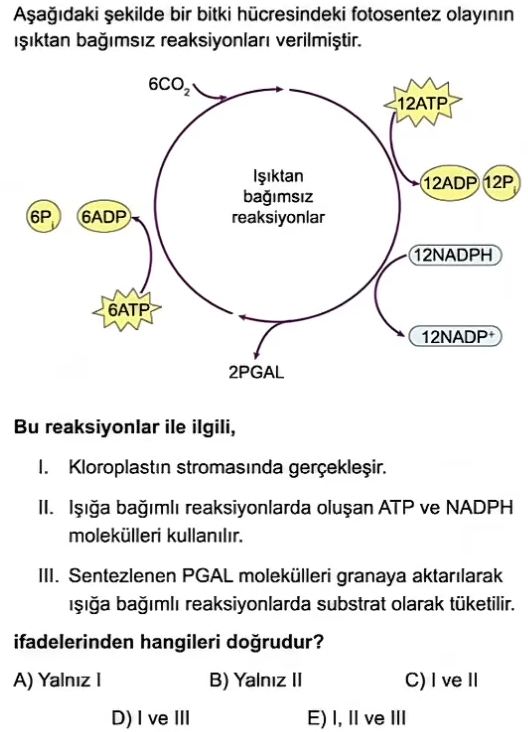 Aşağıdaki şekilde bir bitki hücresindeki fotosentez olayının
ışıktan bağımsız reaksiyonları verilmiştir.
6CO₂
12ATP
Işıktan
bağımsız
reaksiyonlar
12ADP 12Pᵢ
6Pᵢ 6ADP
12NADPH
6ATP
12NADP⁺
2PGAL
Bu reaksiyonlar ile ilgili,
I. Kloroplastın stromasında gerçekleşir.
II. Işığa bağımlı reaksiyonlarda oluşan ATP ve NADPH
molekülleri kullanılır.
III. Sentezlenen PGAL molekülleri granaya aktarılarak
ışığa bağımlı reaksiyonlarda substrat olarak tüketilir.
ifadelerinden hangileri doğrudur?
A) Yalnız I B) Yalnız II C) I ve II
D) I ve III E) I, II ve III